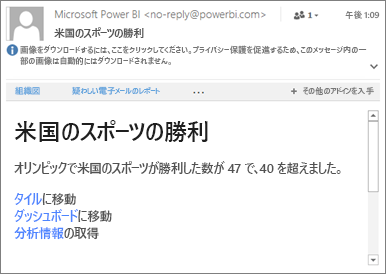 Microsoft Power BI <no-reply@powerbi.com> 1 午後 1:09
米国のスポーツの勝利
画像をダウンロードするには、ここをクリックしてください。プライバシー保護を促進するため、このメッセージ内の一
部の画像は自動的にはダウンロードされません。
組織図 疑わしい電子メールのレポート ... + その他のアドインを入手
米国のスポーツの勝利
オリンピックで米国のスポーツが勝利した数が 47 で、40 を超えました。
タイルに移動
ダッシュボードに移動
分析情報の取得